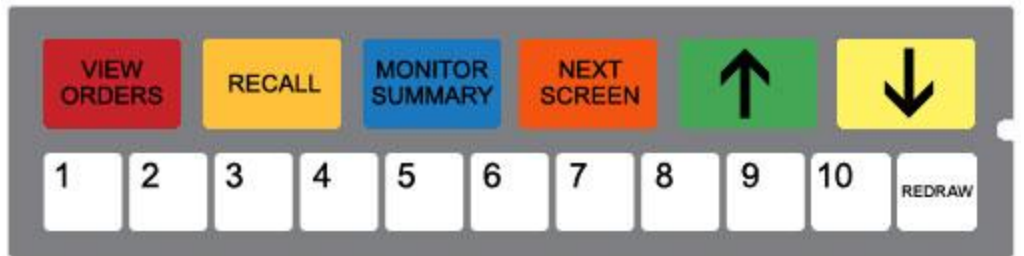 VIEW
ORDERS
RECALL
MONITOR
SUMMARY
NEXT
SCREEN
1 2 3 4 5 6 7 8 9 10 REDRAW